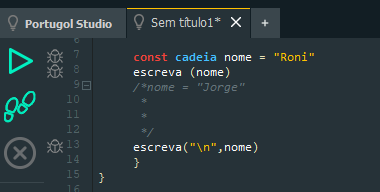 Portugol Studio
Sem título1*
6
7 const cadeia nome = "Roni"
8 escreva (nome)
9 /*nome = "Jorge"
10 *
11 *
12 */
13 escreva("\n",nome)
14 }
15 }
16